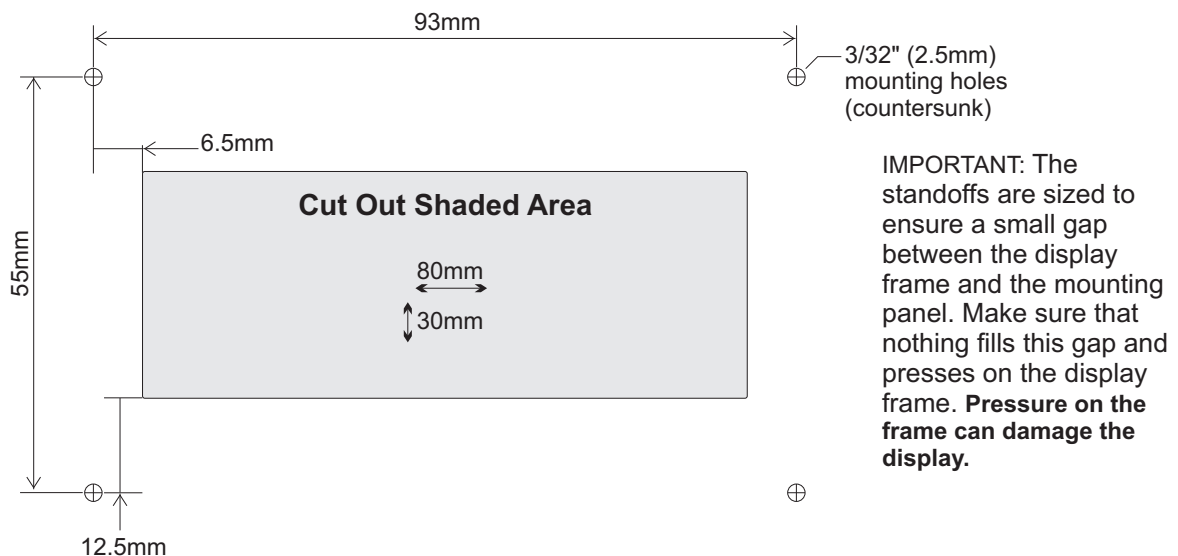 93mm
3/32" (2.5mm)
mounting holes
(countersunk)
6.5mm
IMPORTANT: The
standoffs are sized to
ensure a small gap
between the display
frame and the mounting
panel. Make sure that
nothing fills this gap and
presses on the display
frame. Pressure on the
frame can damage the
display.
Cut Out Shaded Area
55mm
80mm
30mm
12.5mm